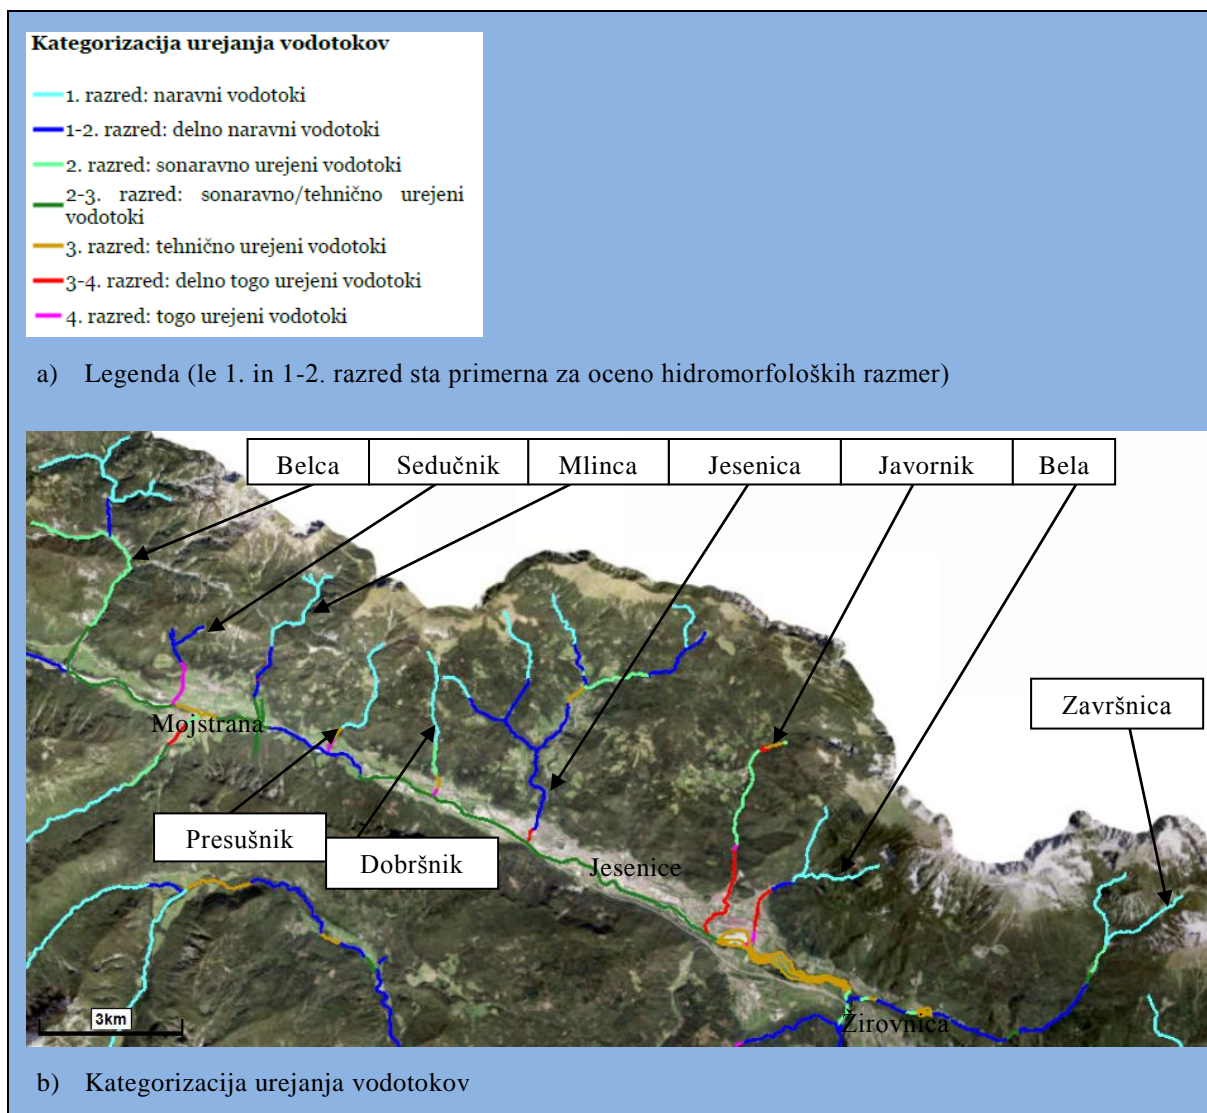 Kategorizacija urejanja vodotokov
1. razred: naravni vodotoki
1-2. razred: delno naravni vodotoki
2. razred: sonaravno urejeni vodotoki
2-3. razred: sonaravno/tehnično urejeni
vodotoki
3. razred: tehnično urejeni vodotoki
3-4. razred: delno togo urejeni vodotoki
4. razred: togo urejeni vodotoki
a) Legenda (le 1. in 1-2. razred sta primerna za oceno hidromorfoloških razmer)
Belca
Sedučnik
Mlinca
Jesenica
Javornik
Bela
Završnica
Mojstrana
Presušnik
Dobršnik
Jesenice
3km
Žirovnica
b) Kategorizacija urejanja vodotokov